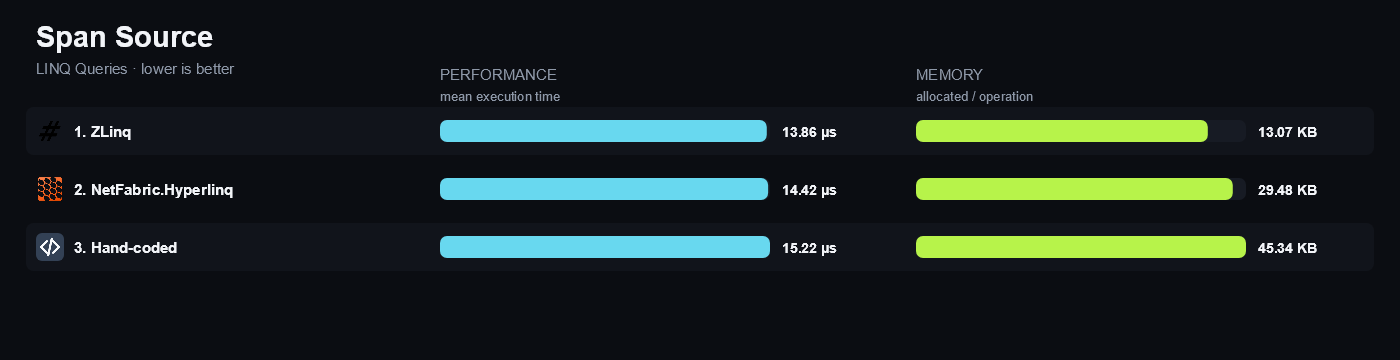 Span Source
LINQ Queries · lower is better
PERFORMANCE
mean execution time
MEMORY
allocated / operation
1. ZLinq 13.86 µs 13.07 KB
2. NetFabric.Hyperlinq 14.42 µs 29.48 KB
3. Hand-coded 15.22 µs 45.34 KB